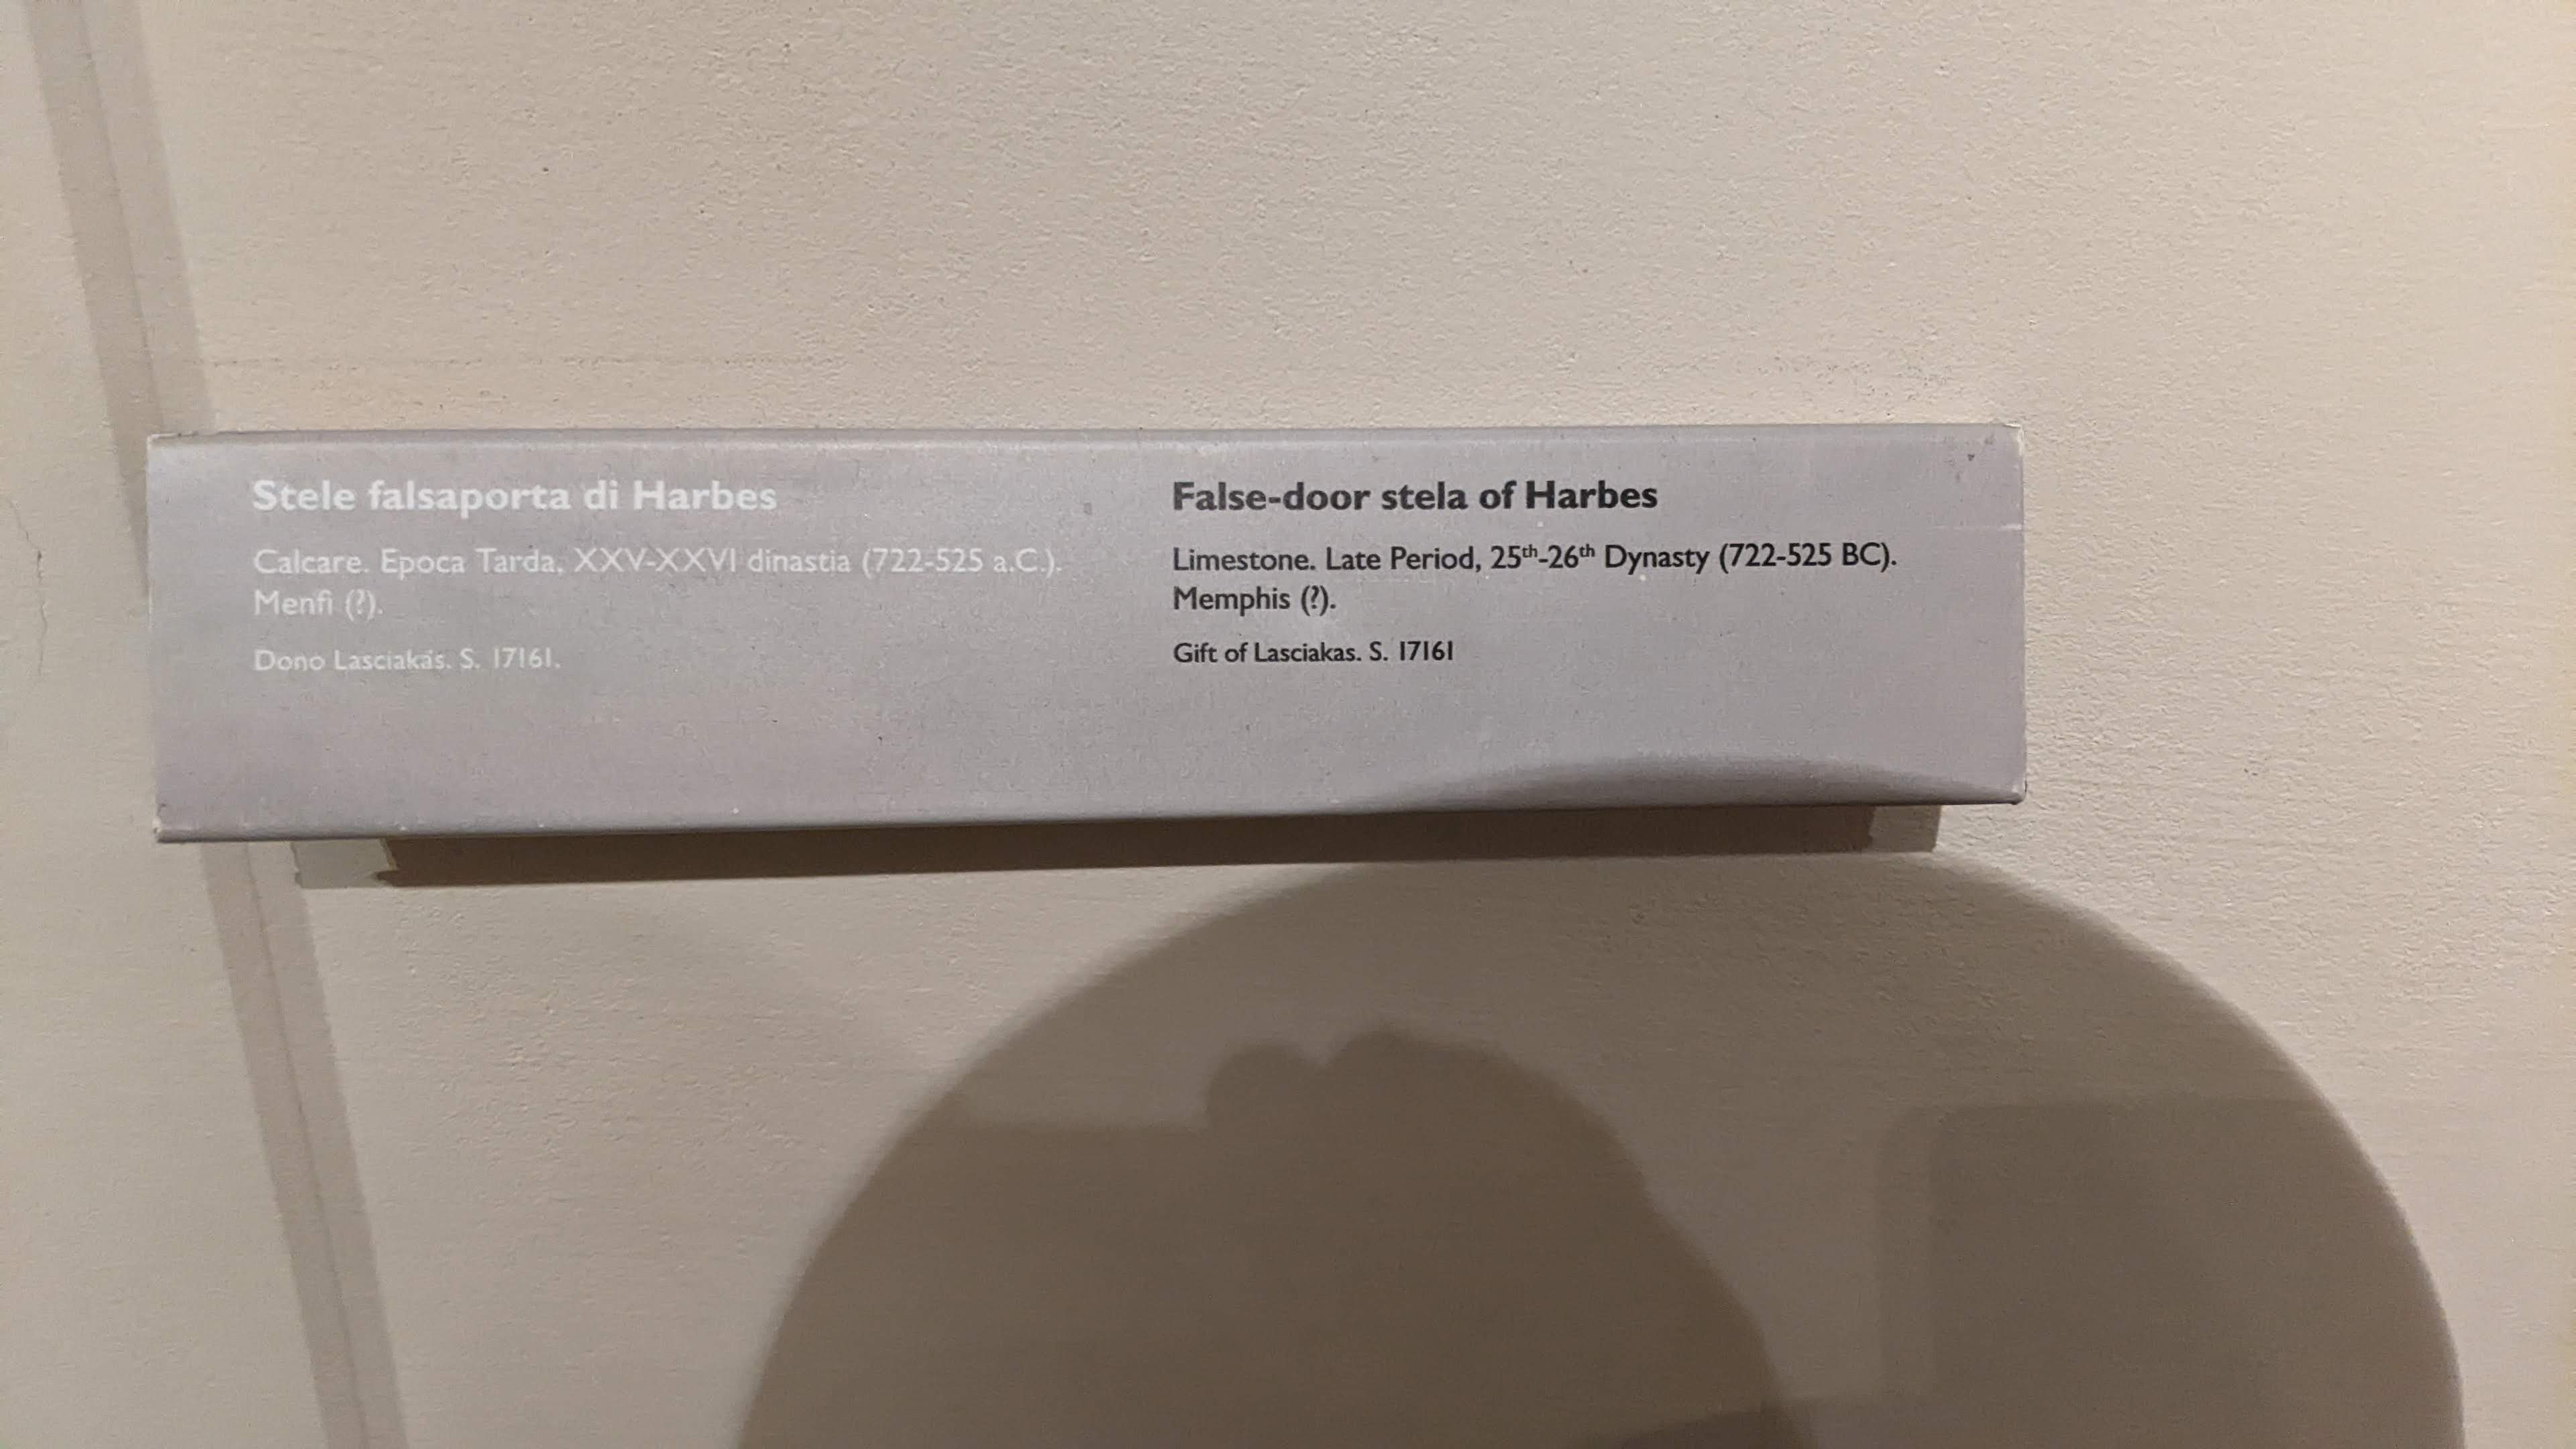 Stele falsaporta di Harbes
Calcare. Epoca Tarda, XXV-XXVI dinastia (722-525 a.C.).
Menfi (?).
Dono Lasciakas. S. 17161.
False-door stela of Harbes
Limestone. Late Period, 25th-26th Dynasty (722-525 BC).
Memphis (?).
Gift of Lasciakas. S. 17161